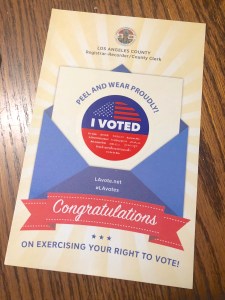 LOS ANGELES COUNTY
Registrar-Recorder/County Clerk
PEEL AND WEAR PROUDLY!
I VOTED
LAvote.net
#LAvotes
Congratulations
ON EXERCISING YOUR RIGHT TO VOTE!